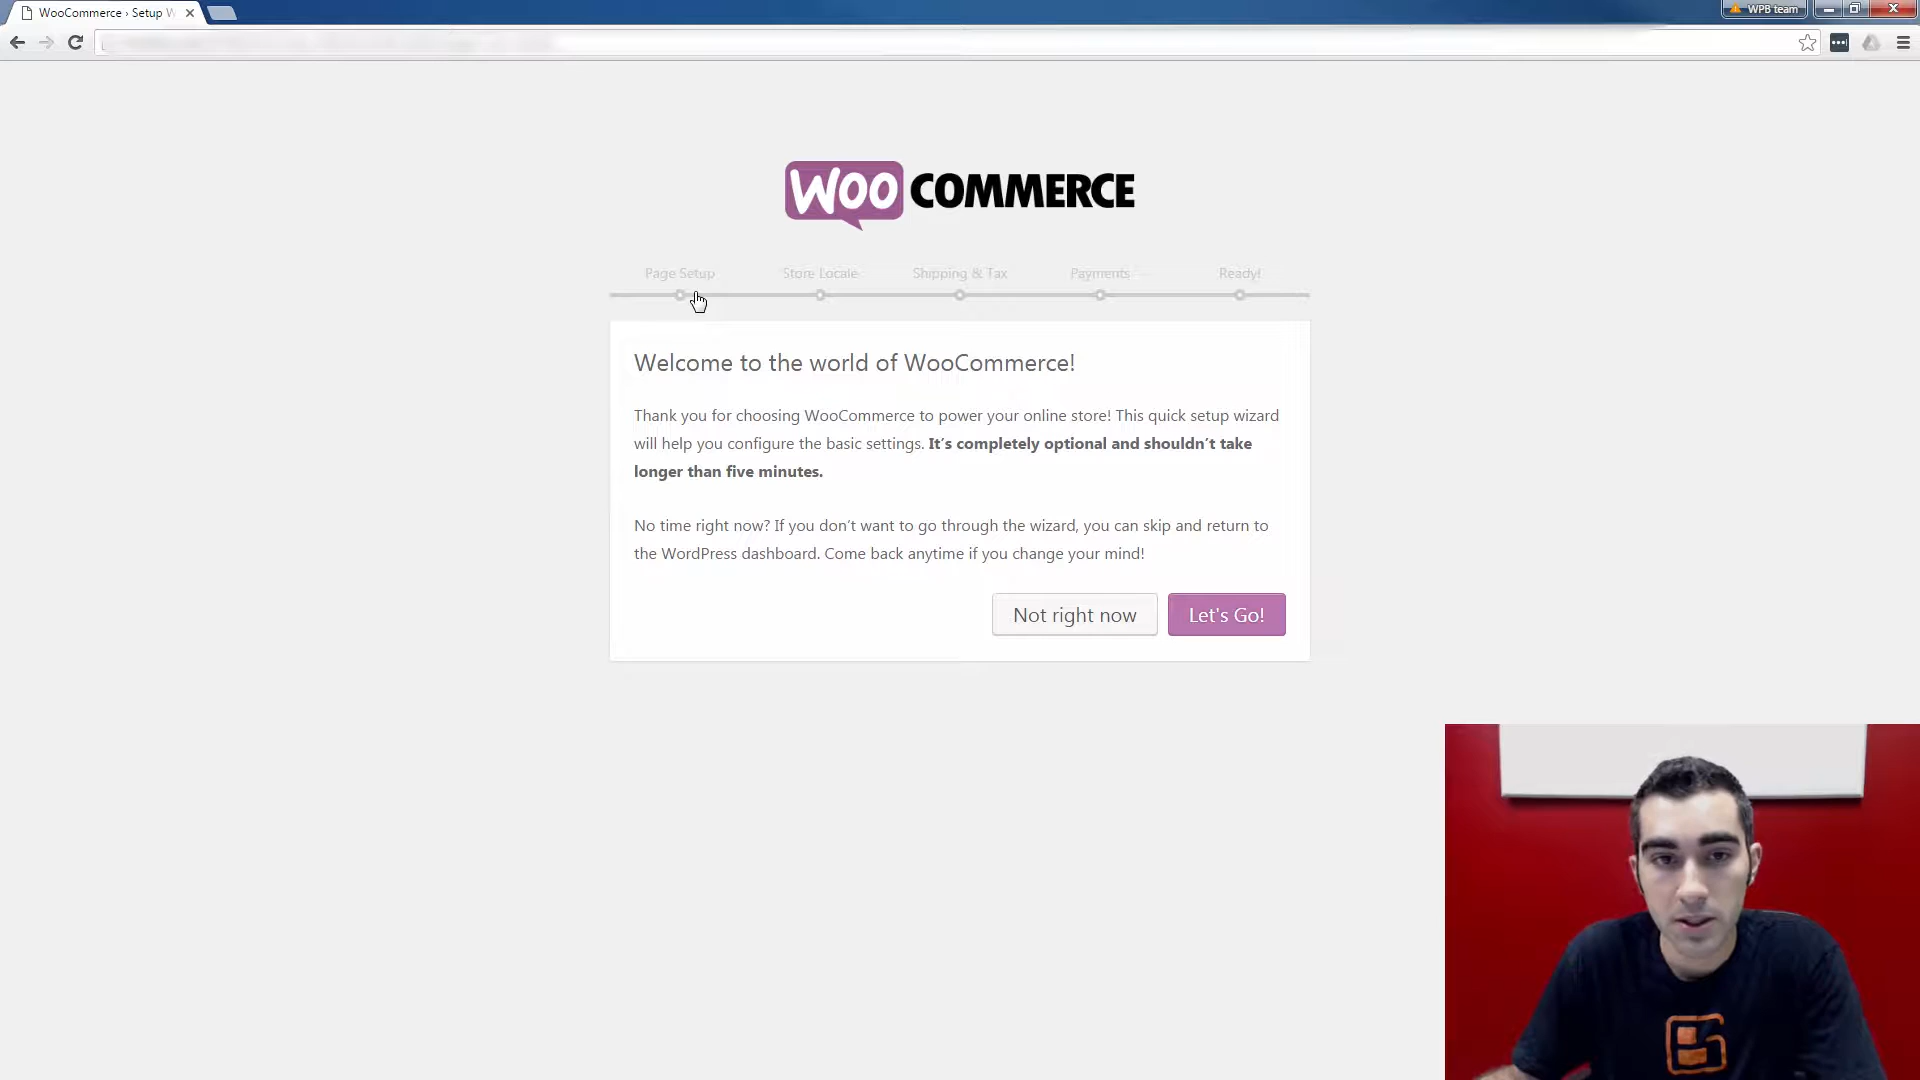 WooCommerce › Setup W
WPB team
WOO COMMERCE
Page Setup
Store Locale
Shipping & Tax
Payments
Ready!
Welcome to the world of WooCommerce!
Thank you for choosing WooCommerce to power your online store! This quick setup wizard
will help you configure the basic settings. It’s completely optional and shouldn’t take
longer than five minutes.
No time right now? If you don’t want to go through the wizard, you can skip and return to
the WordPress dashboard. Come back anytime if you change your mind!
Not right now
Let's Go!